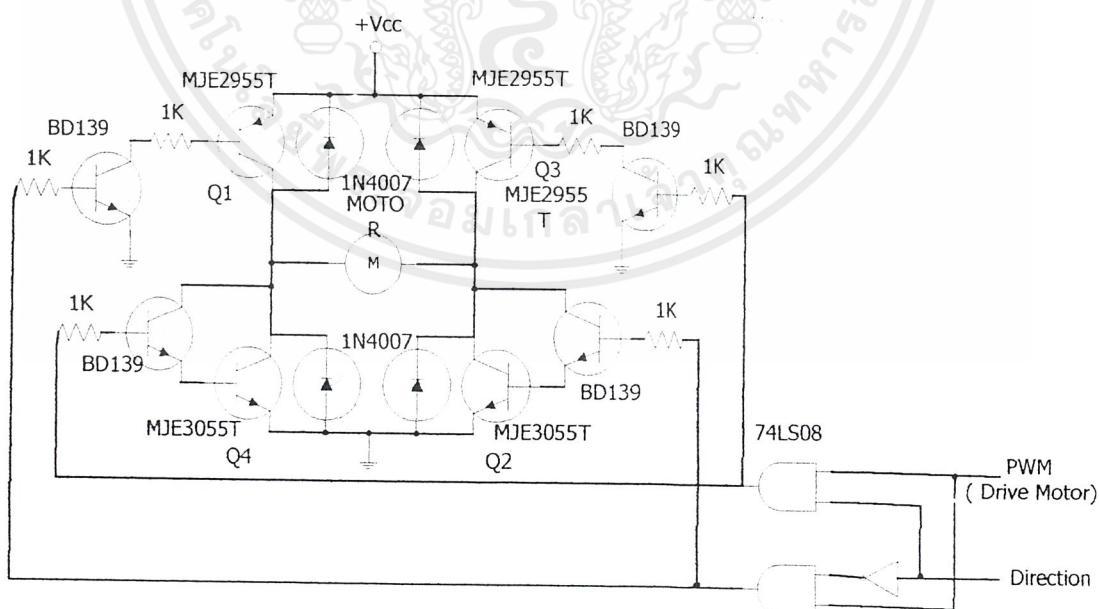 +Vcc
MJE2955T
MJE2955T
1K
1K
BD139
BD139
1K
1K
Q1
Q3
1N4007
MJE2955
T
MOTO
R
M
1K
1K
1N4007
BD139
BD139
MJE3055T
MJE3055T
Q4
Q2
74LS08
PWM
( Drive Motor)
Direction